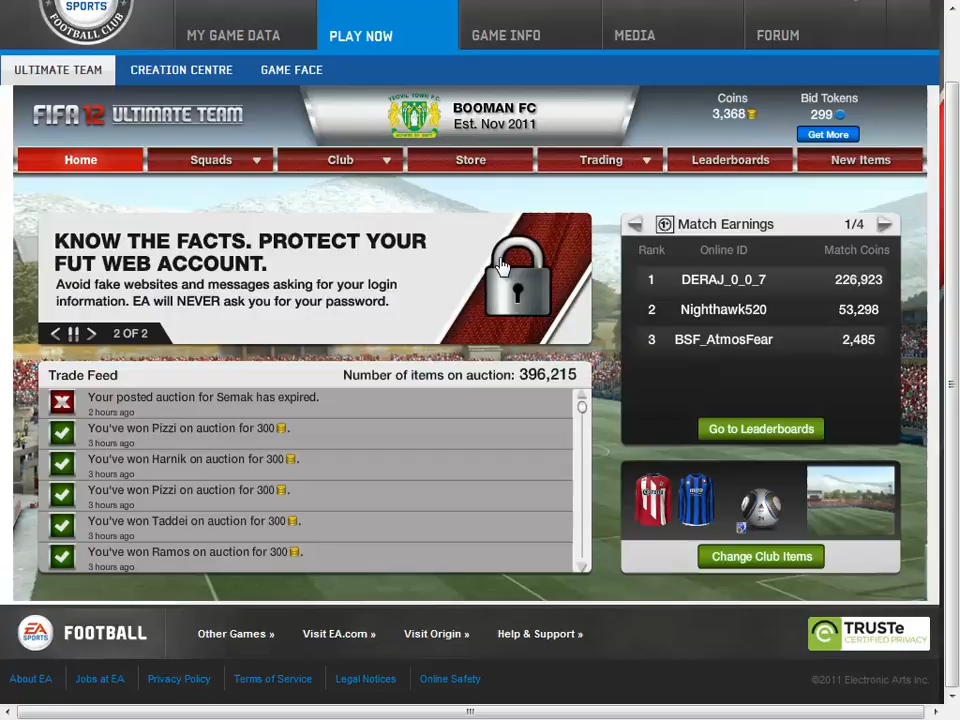 SPORTS
FOOTBALL CLUB
MY GAME DATA
PLAY NOW
GAME INFO
MEDIA
FORUM
ULTIMATE TEAM
CREATION CENTRE
GAME FACE
FIFA 12 ULTIMATE TEAM
YEOVIL TOWN F.C.
BOOMAN FC
Est. Nov 2011
Coins
3,368
Bid Tokens
299
Get More
Home
Squads
Club
Store
Trading
Leaderboards
New Items
KNOW THE FACTS. PROTECT YOUR
FUT WEB ACCOUNT.
Avoid fake websites and messages asking for your login
information. EA will NEVER ask you for your password.
2 OF 2
Match Earnings
1/4
Rank Online ID Match Coins
1 DERAJ_0_0_7 226,923
2 Nighthawk520 53,298
3 BSF_AtmosFear 2,485
Go to Leaderboards
Trade Feed
Number of items on auction: 396,215
Your posted auction for Semak has expired.
2 hours ago
You've won Pizzi on auction for 300.
3 hours ago
You've won Harnik on auction for 300.
3 hours ago
You've won Pizzi on auction for 300.
3 hours ago
You've won Taddei on auction for 300.
3 hours ago
You've won Ramos on auction for 300.
3 hours ago
Change Club Items
EA SPORTS
FOOTBALL
Other Games »
Visit EA.com »
Visit Origin »
Help & Support »
TRUSTe
CERTIFIED PRIVACY
About EA
Jobs at EA
Privacy Policy
Terms of Service
Legal Notices
Online Safety
©2011 Electronic Arts Inc.